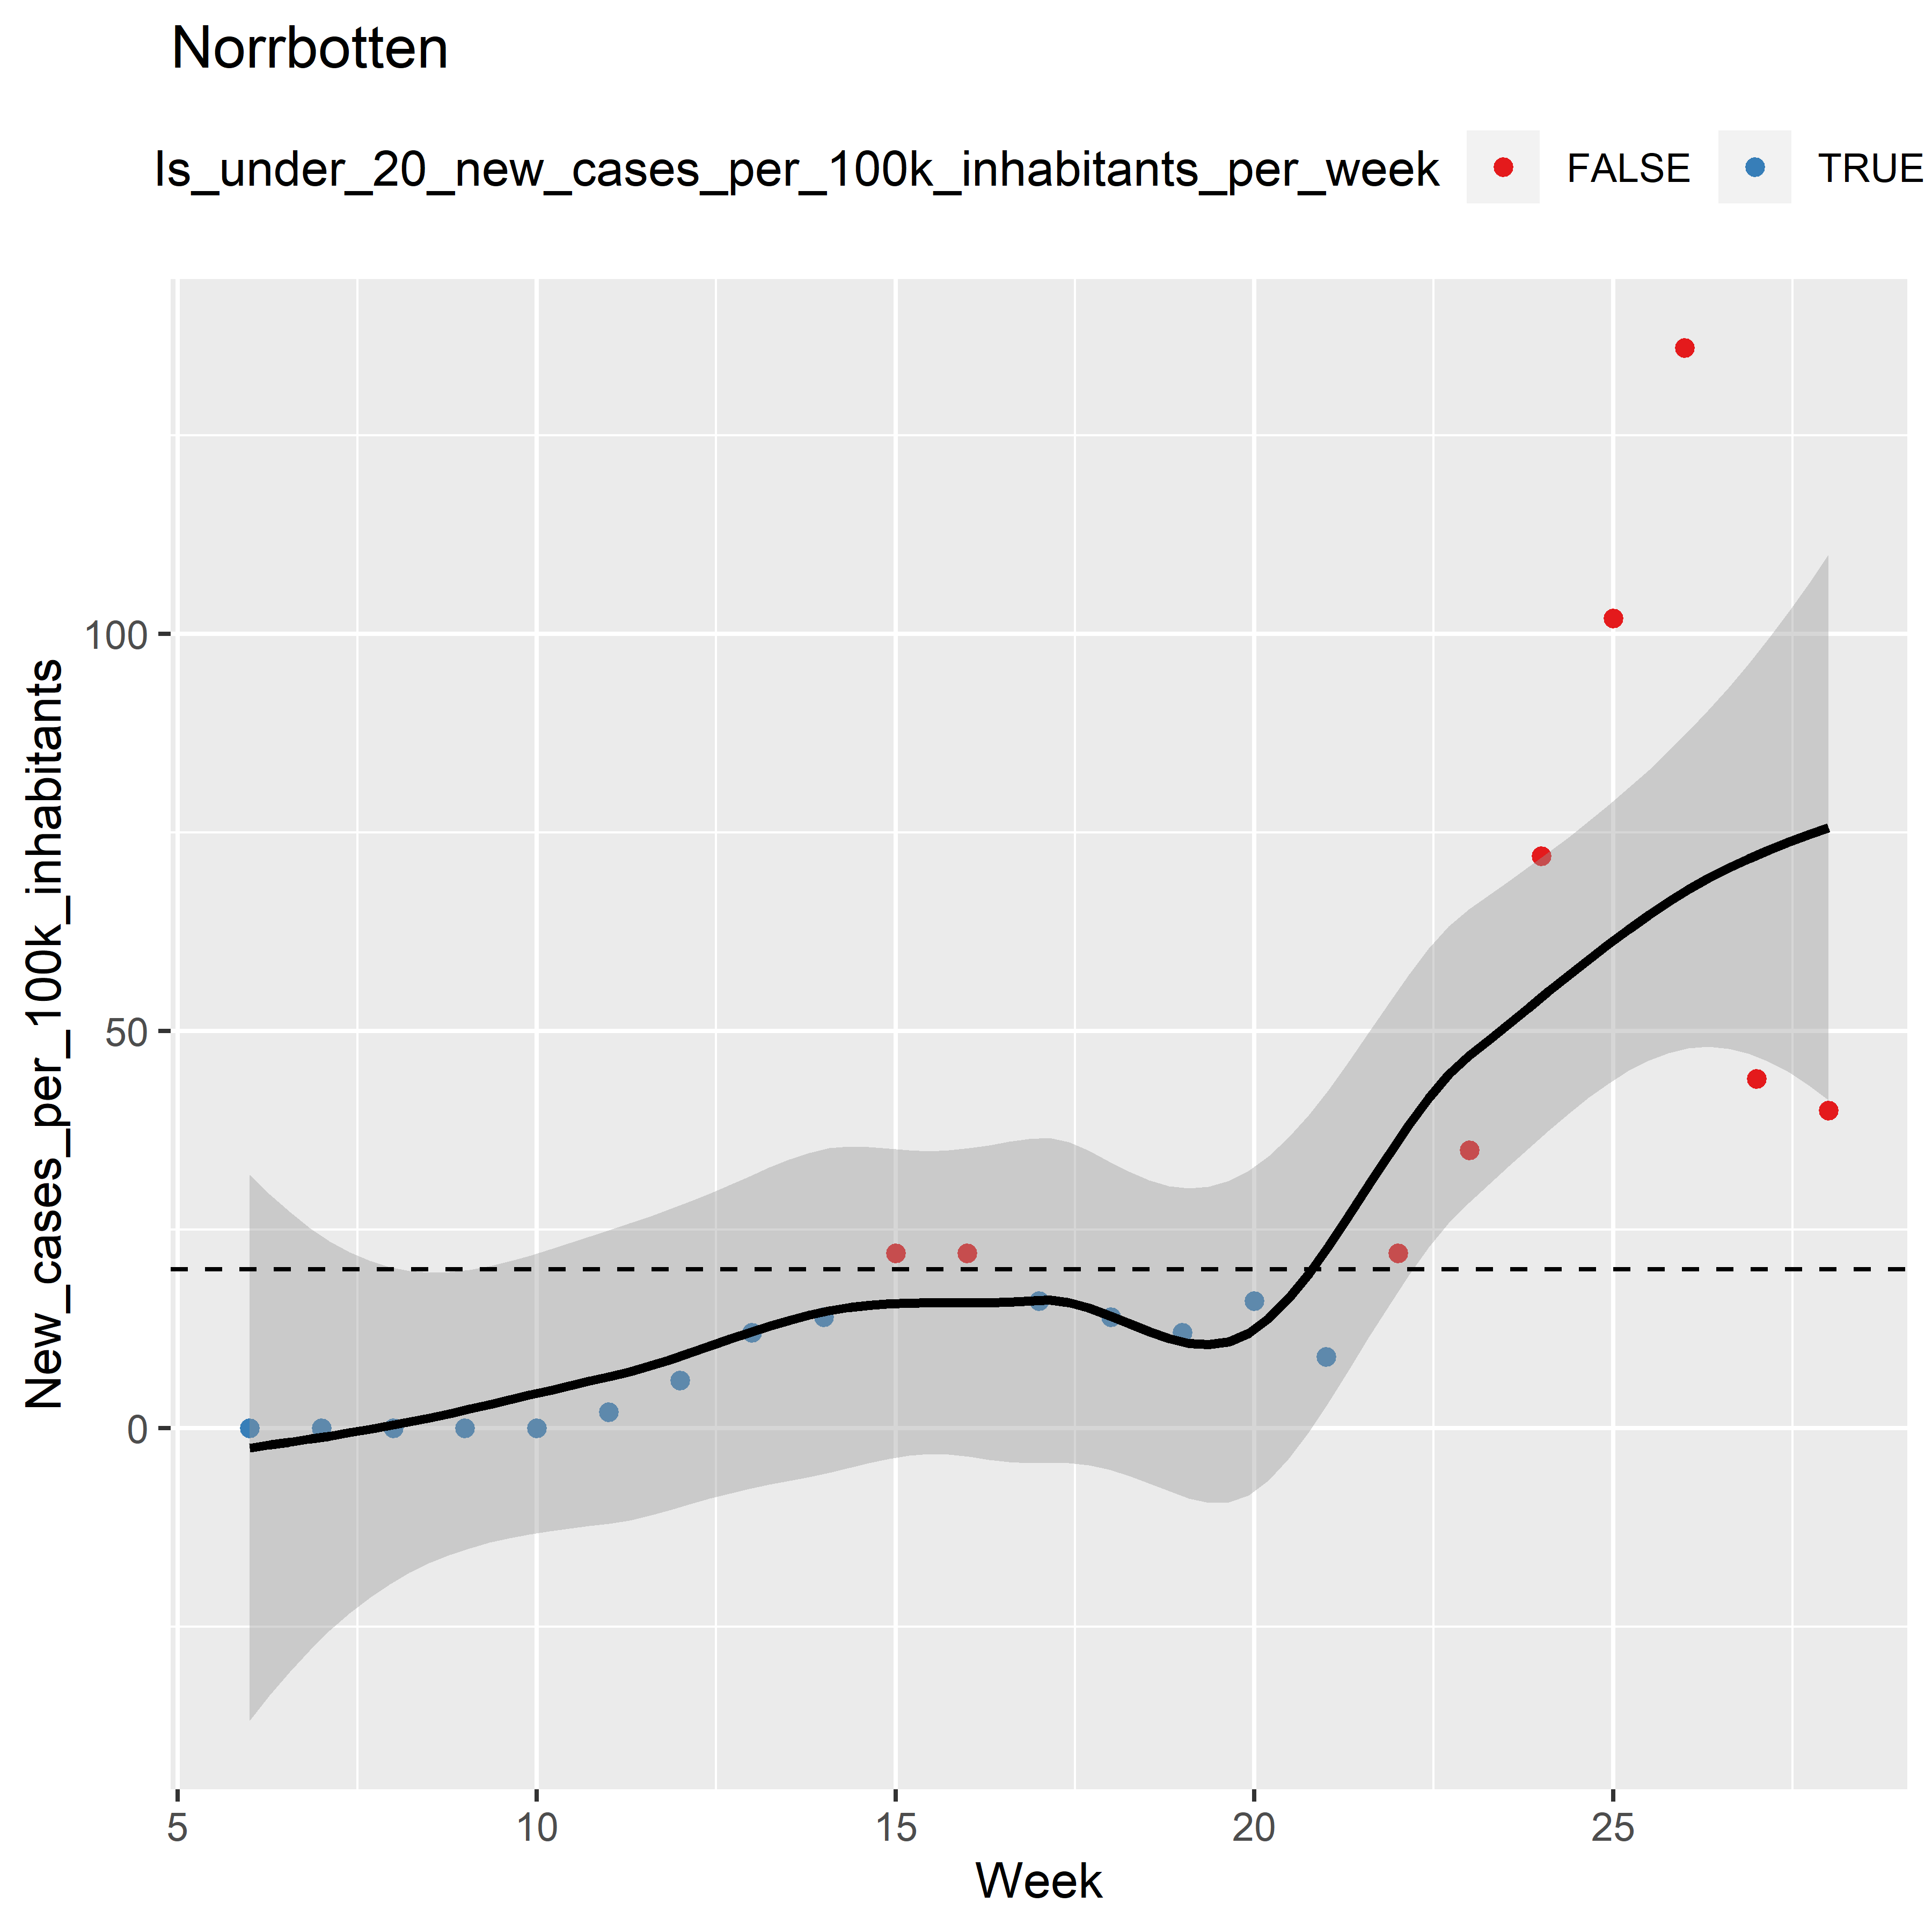 Norrbotten
Is_under_20_new_cases_per_100k_inhabitants_per_week FALSE TRUE
New_cases_per_100k_inhabitants
100
50
0
5 10 15 20 25
Week